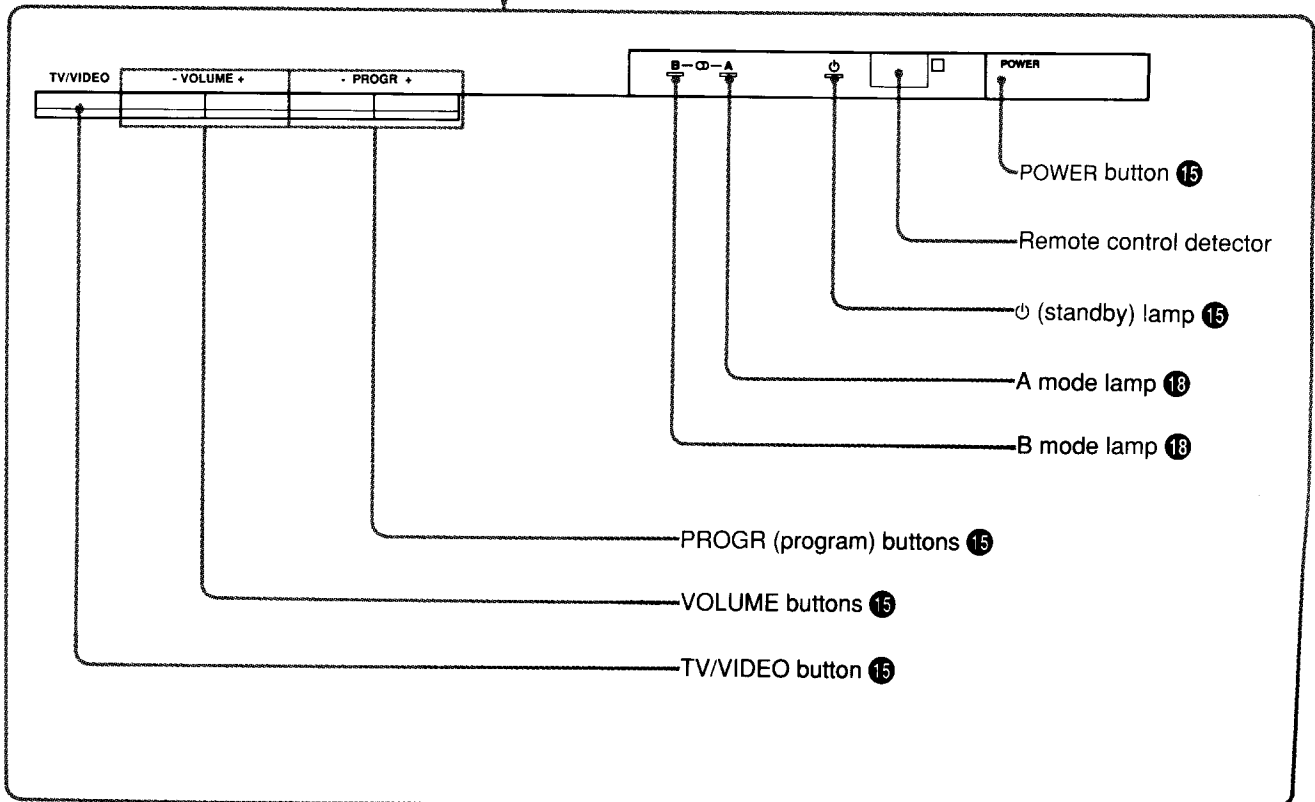 TV/VIDEO - VOLUME + - PROGR +
B A POWER
POWER button 15
Remote control detector
⏻ (standby) lamp 15
A mode lamp 18
B mode lamp 18
PROGR (program) buttons 15
VOLUME buttons 15
TV/VIDEO button 15